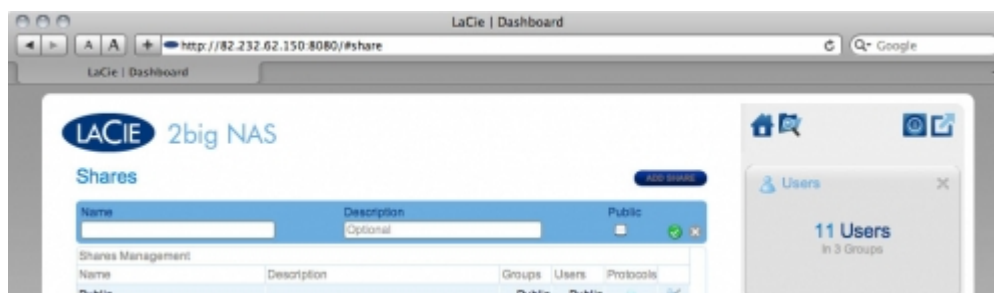 LaCie | Dashboard
A A + http://82.232.62.150:8080/#share Google
LaCie | Dashboard
LACIE 2big NAS
Shares
ADD SHARE
Users
Name Description Public
Optional
11 Users
in 3 Groups
Shares Management
Name Description Groups Users Protocols
Public Public Public